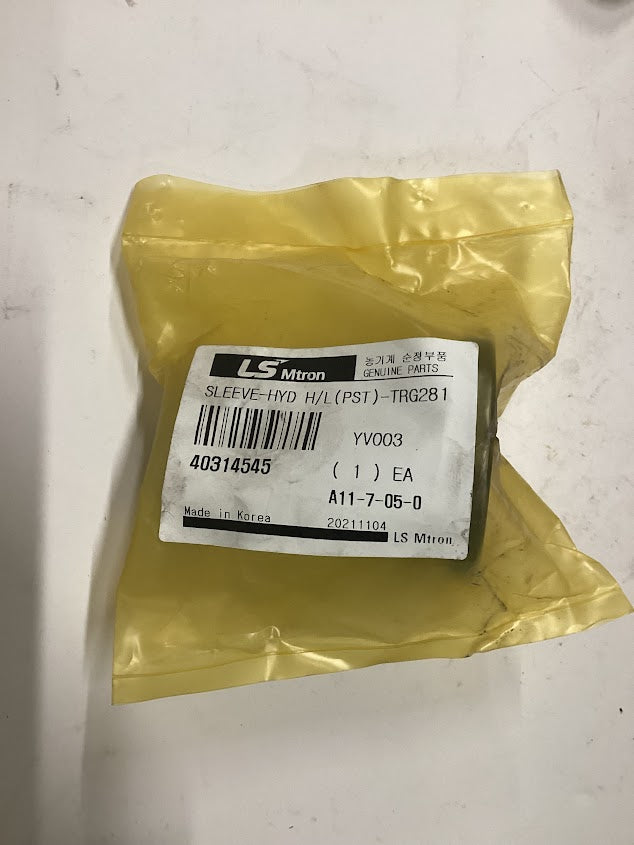 LS Mtron
농기계 순정부품
GENUINE PARTS
SLEEVE-HYD H/L(PST)-TRG281
YV003
40314545
( 1 ) EA
A11-7-05-0
Made in Korea
20211104
LS Mtron